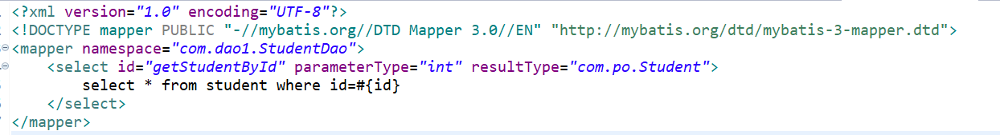 <?xml version="1.0" encoding="UTF-8"?>
<!DOCTYPE mapper PUBLIC "-//mybatis.org//DTD Mapper 3.0//EN" "http://mybatis.org/dtd/mybatis-3-mapper.dtd">
<mapper namespace="com.dao1.StudentDao">
    <select id="getStudentById" parameterType="int" resultType="com.po.Student">
        select * from student where id=#{id}
    </select>
</mapper>